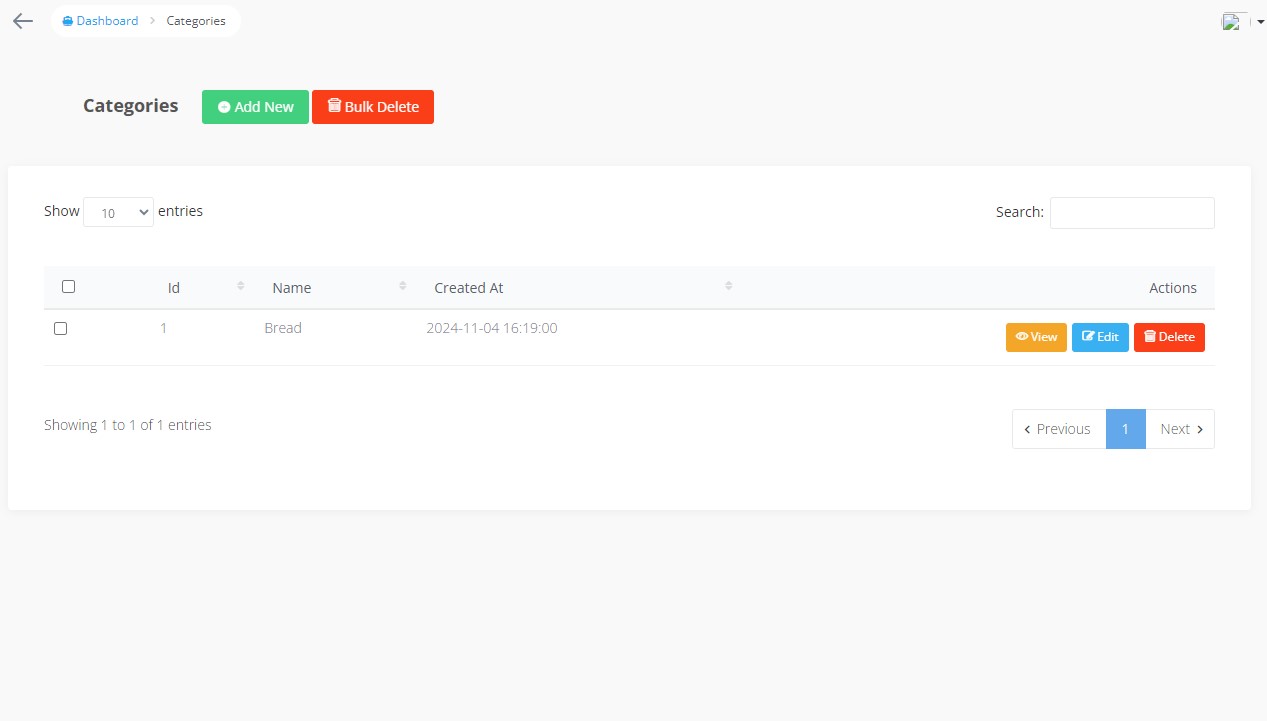 Dashboard > Categories
Categories Add New Bulk Delete
Show 10 entries Search:
Id Name Created At Actions
1 Bread 2024-11-04 16:19:00 View Edit Delete
Showing 1 to 1 of 1 entries Previous 1 Next